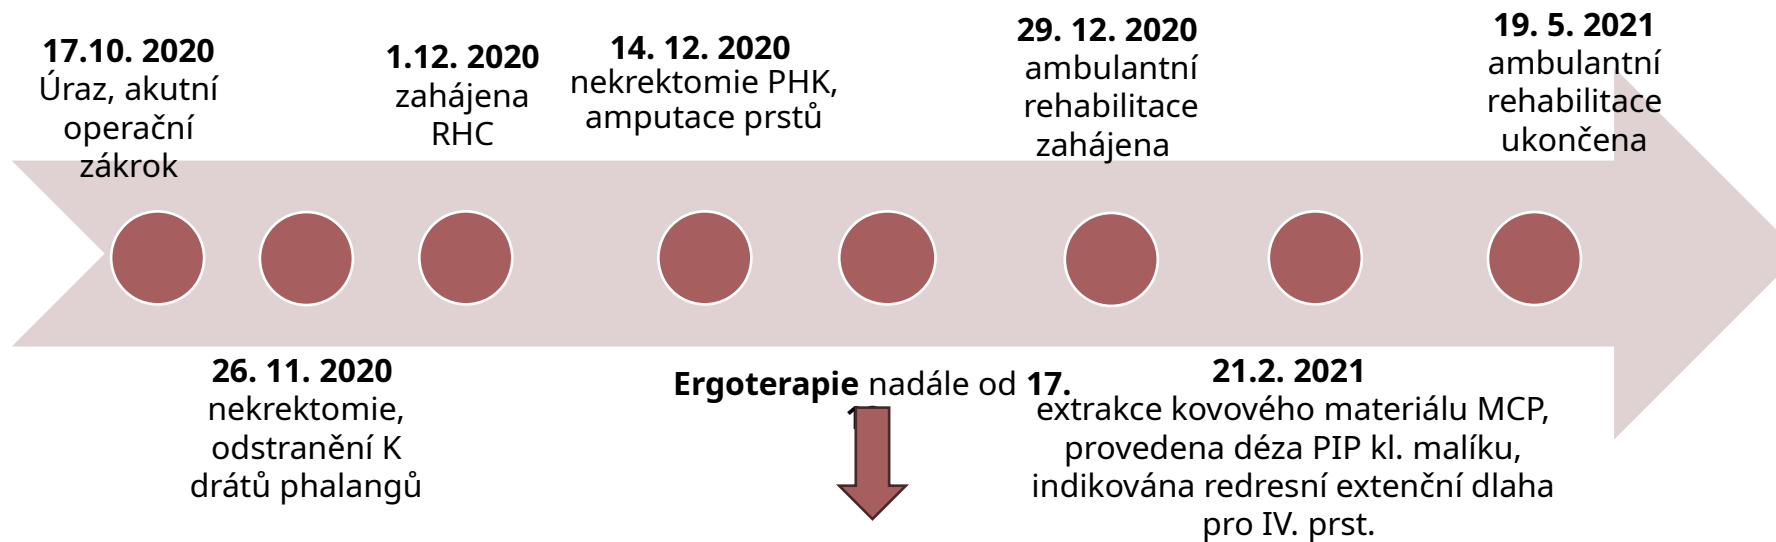 17.10. 2020
Úraz, akutní
operační
zákrok
26. 11. 2020
nekrektomie,
odstranění K
drátů phalangů
1.12. 2020
zahájena
RHC
14. 12. 2020
nekrektomie PHK,
amputace prstů
Ergoterapie nadále od 17.
29. 12. 2020
ambulantní
rehabilitace
zahájena
21.2. 2021
extrakce kovového materiálu MCP,
provedena déza PIP kl. malíku,
indikována redresní extenční dlaha
pro IV. prst.
19. 5. 2021
ambulantní
rehabilitace
ukončena